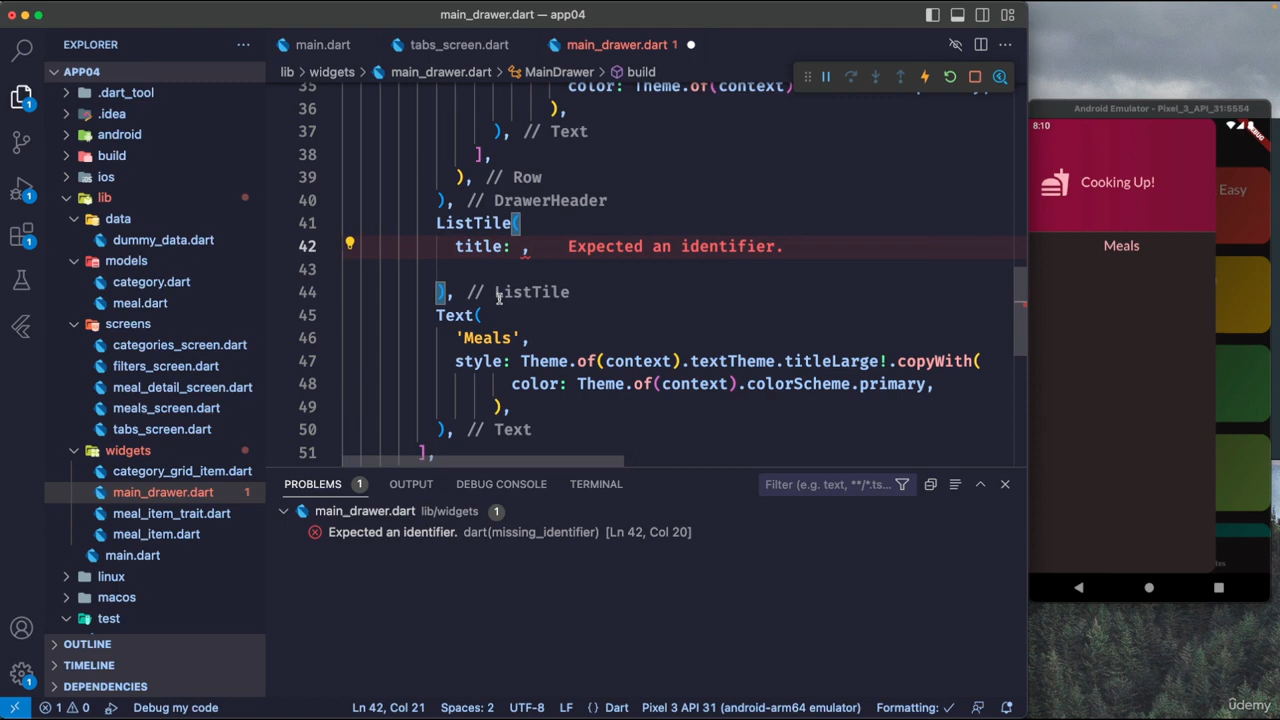 main_drawer.dart — app04
EXPLORER
APP04
.dart_tool
.idea
android
build
ios
lib
data
dummy_data.dart
models
category.dart
meal.dart
screens
categories_screen.dart
filters_screen.dart
meal_detail_screen.dart
meals_screen.dart
tabs_screen.dart
widgets
category_grid_item.dart
main_drawer.dart 1
meal_item_trait.dart
meal_item.dart
main.dart
linux
macos
test
OUTLINE
TIMELINE
DEPENDENCIES
main.dart tabs_screen.dart main_drawer.dart 1
lib > widgets > main_drawer.dart > MainDrawer > build
35 color: Theme.of(context)
36 ),
37 ), // Text
38 ],
39 ), // Row
40 ), // DrawerHeader
41 ListTile(
42 title: , Expected an identifier.
43
44 ), // ListTile
45 Text(
46 'Meals',
47 style: Theme.of(context).textTheme.titleLarge!.copyWith(
48 color: Theme.of(context).colorScheme.primary,
49 ),
50 ), // Text
51 ],
PROBLEMS 1 OUTPUT DEBUG CONSOLE TERMINAL
Filter (e.g. text, **/*.ts...
main_drawer.dart lib/widgets 1
Expected an identifier. dart(missing_identifier) [Ln 42, Col 20]
1 0 Debug my code
Ln 42, Col 21 Spaces: 2 UTF-8 LF { } Dart Pixel 3 API 31 (android-arm64 emulator) Formatting: ✓
Android Emulator - Pixel_3_API_31:5554
8:10
Cooking Up!
Easy
Meals
ûdemy